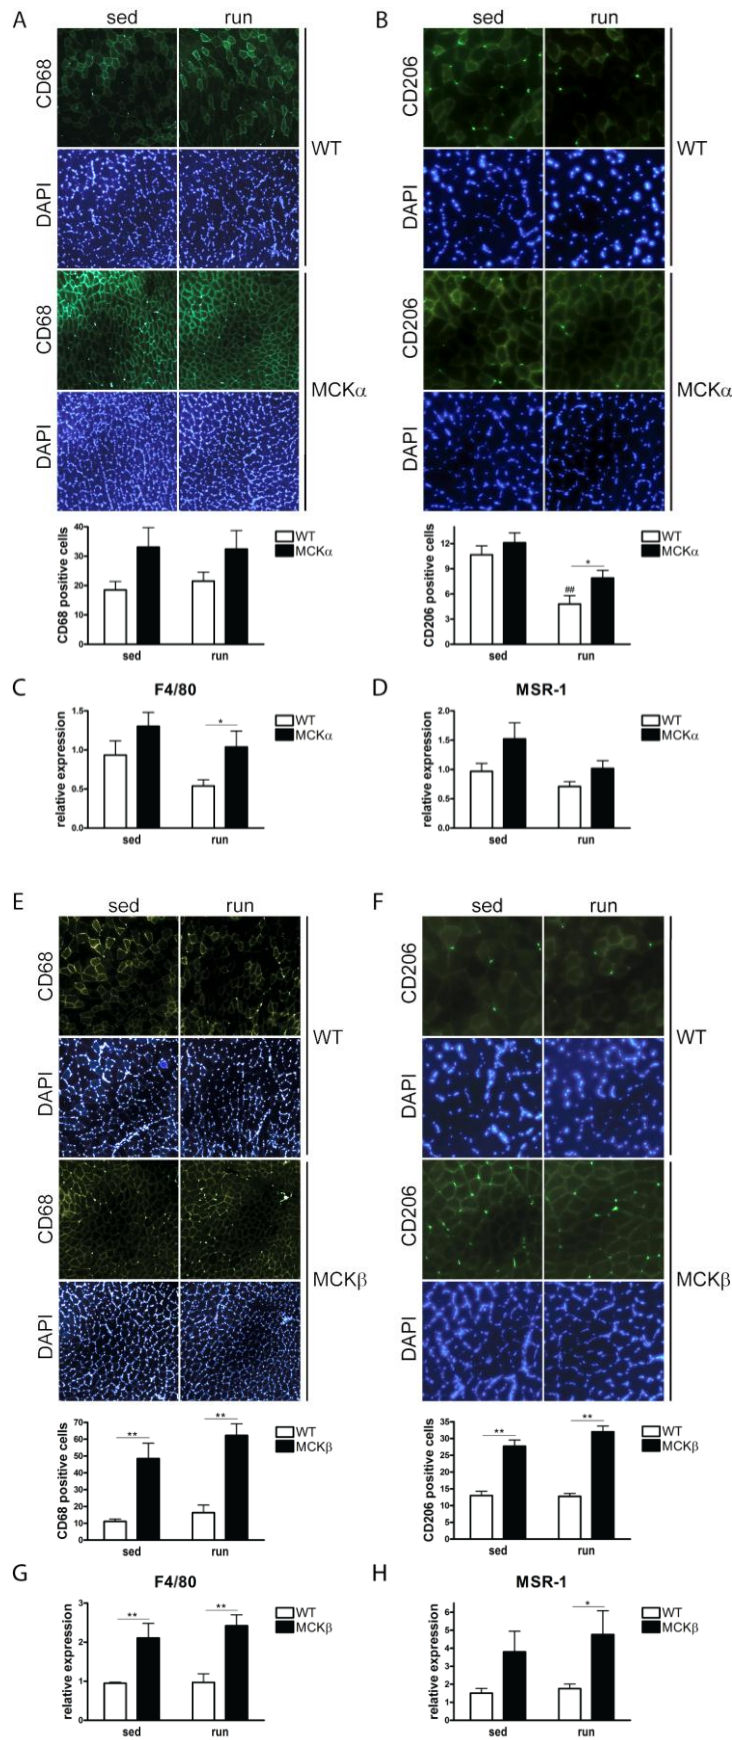 A
sed run
CD68
DAPI
WT
CD68
DAPI
MCKα
CD68 positive cells
40
30
20
10
0
sed run
WT
MCKα
B
sed run
CD206
DAPI
WT
CD206
DAPI
MCKα
CD206 positive cells
12
9
6
3
0
##
*
sed run
WT
MCKα
C
F4/80
relative expression
1.5
1.0
0.5
0.0
*
sed run
WT
MCKα
D
MSR-1
relative expression
2.0
1.5
1.0
0.5
0.0
sed run
WT
MCKα
E
sed run
CD68
DAPI
WT
CD68
DAPI
MCKβ
CD68 positive cells
70
60
50
40
30
20
10
0
** **
sed run
WT
MCKβ
F
sed run
CD206
DAPI
WT
CD206
DAPI
MCKβ
CD206 positive cells
35
30
25
20
15
10
5
0
** **
sed run
WT
MCKβ
G
F4/80
relative expression
3
2
1
0
** **
sed run
WT
MCKβ
H
MSR-1
relative expression
6
5
4
3
2
1
0
*
sed run
WT
MCKβ